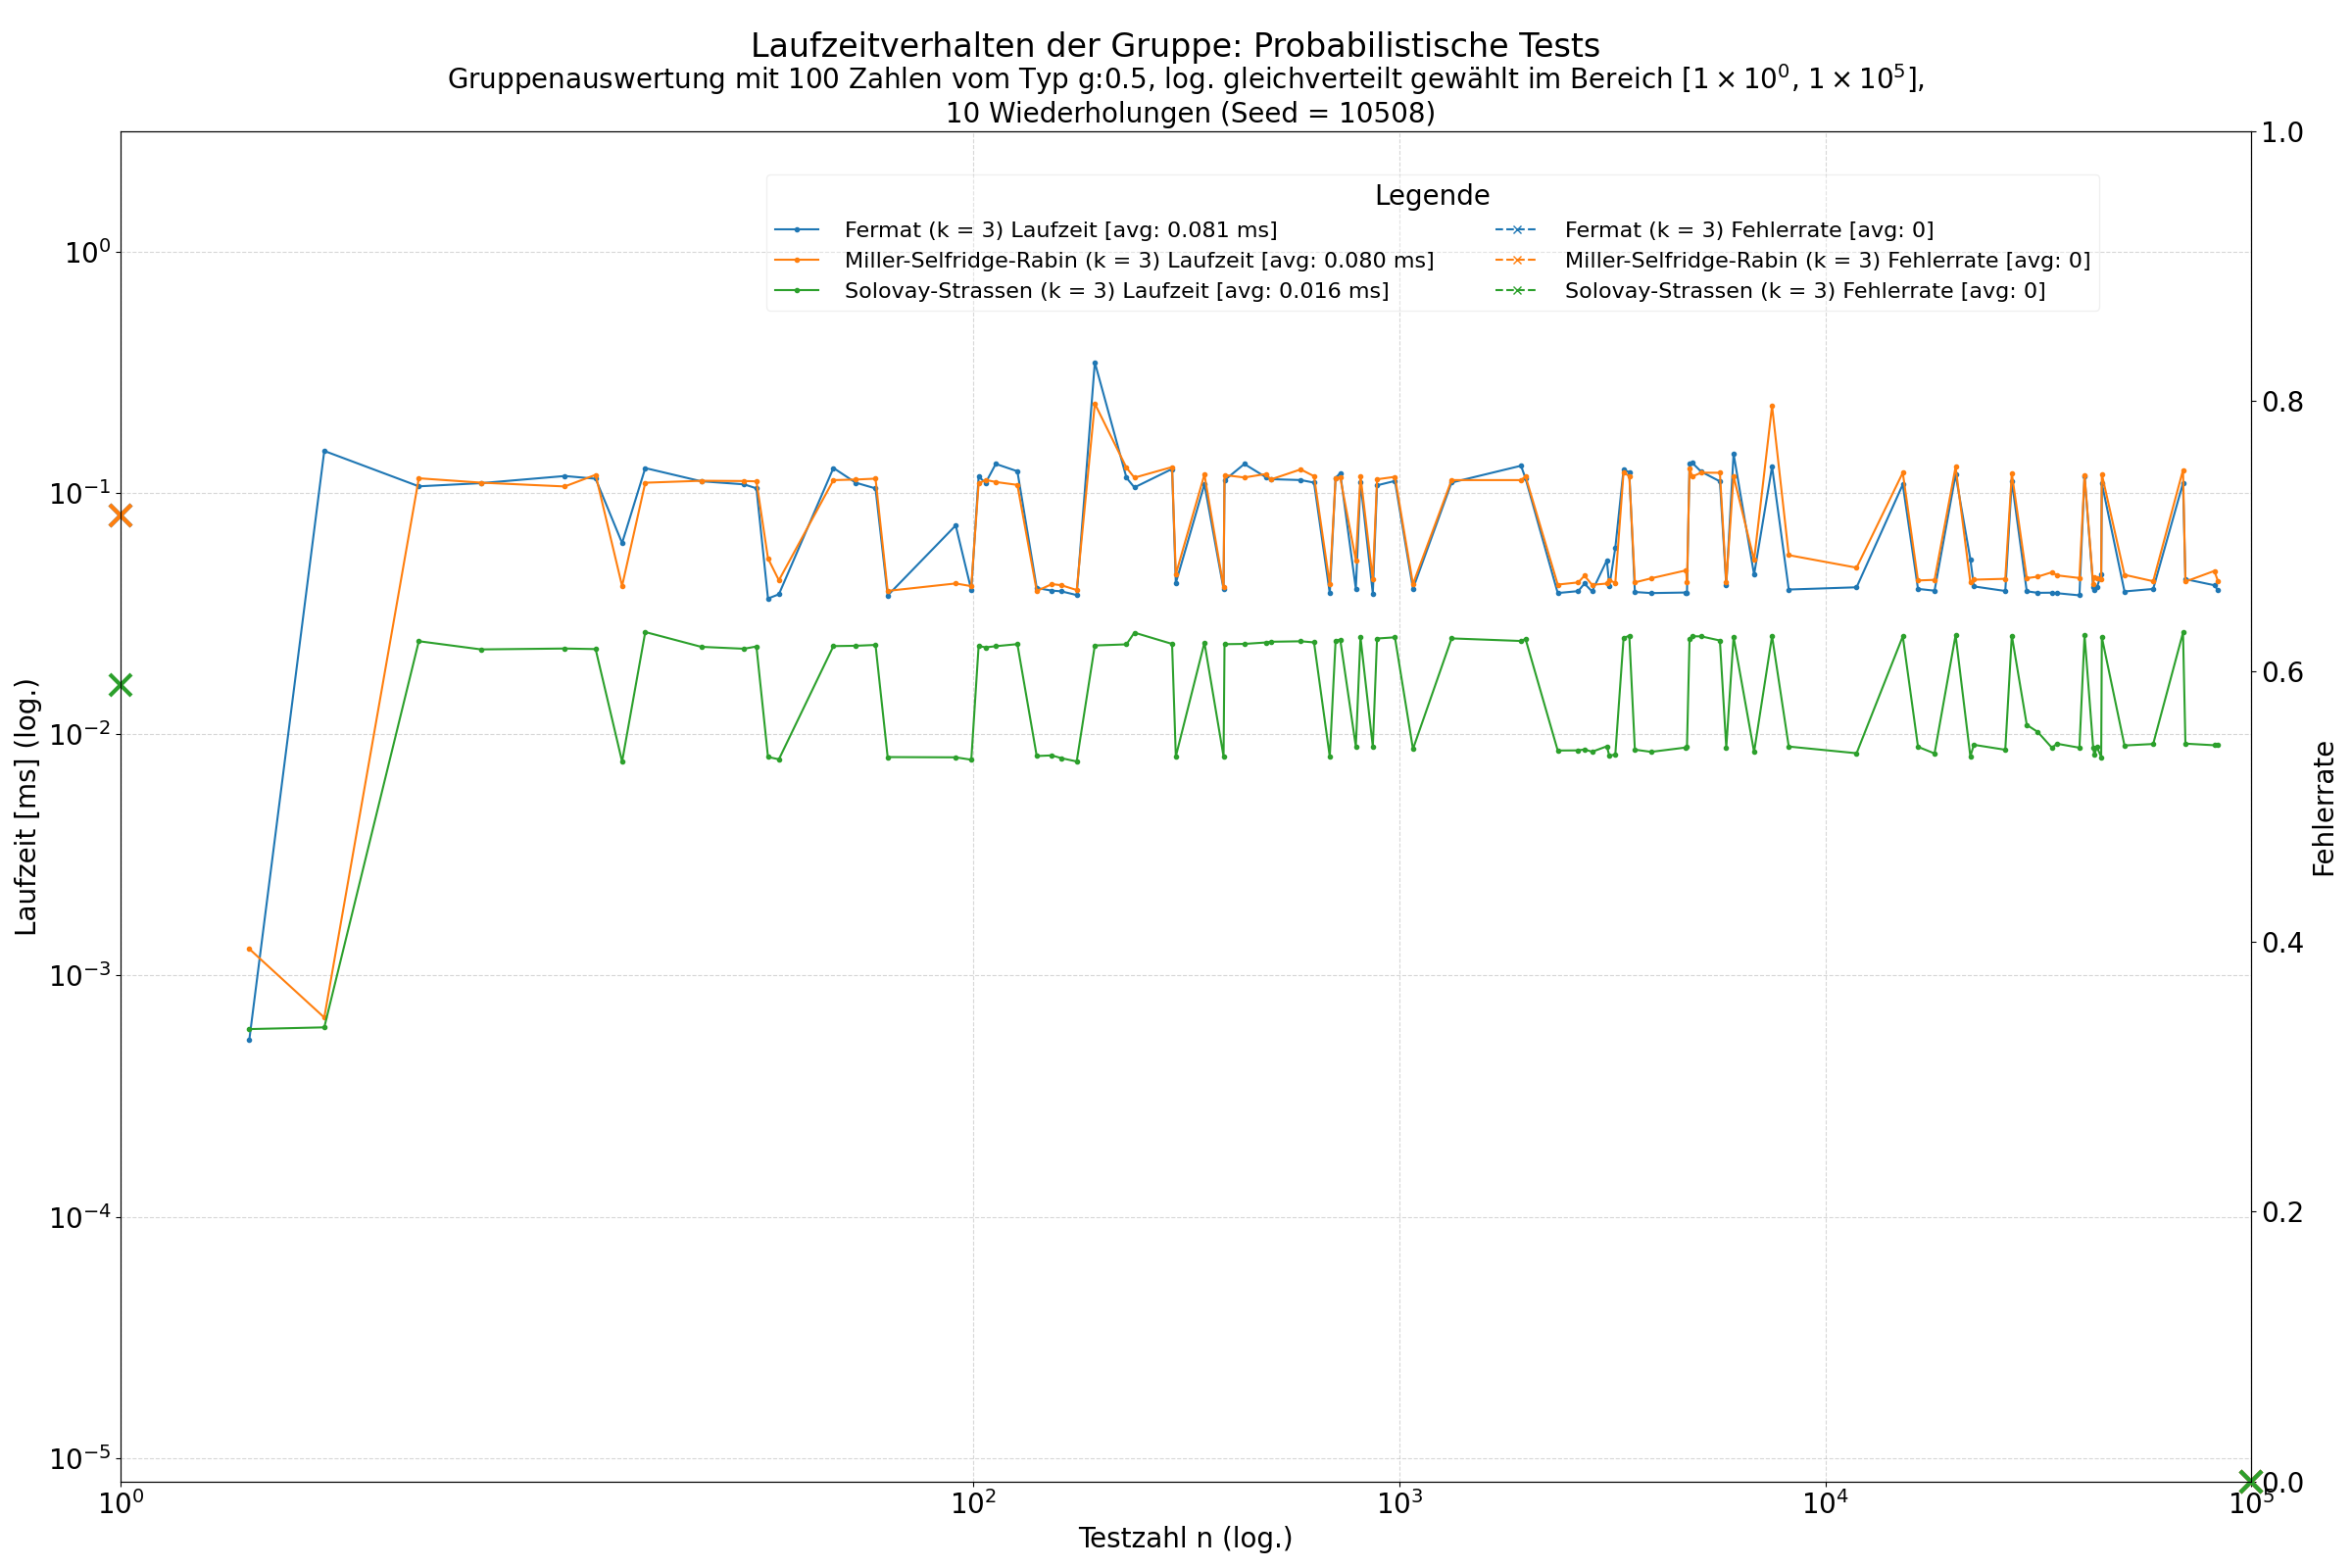 Laufzeitverhalten der Gruppe: Probabilistische Tests
Gruppenauswertung mit 100 Zahlen vom Typ g:0.5, log. gleichverteilt gewählt im Bereich [1 × 10⁰, 1 × 10⁵],
10 Wiederholungen (Seed = 10508)
Legende
Fermat (k = 3) Laufzeit [avg: 0.081 ms]
Miller-Selfridge-Rabin (k = 3) Laufzeit [avg: 0.080 ms]
Solovay-Strassen (k = 3) Laufzeit [avg: 0.016 ms]
Fermat (k = 3) Fehlerrate [avg: 0]
Miller-Selfridge-Rabin (k = 3) Fehlerrate [avg: 0]
Solovay-Strassen (k = 3) Fehlerrate [avg: 0]
Laufzeit [ms] (log.)
10⁰
10⁻¹
10⁻²
10⁻³
10⁻⁴
10⁻⁵
1.0
0.8
0.6
0.4
0.2
0.0
Fehlerrate
10⁰
10²
10³
10⁴
10⁵
Testzahl n (log.)